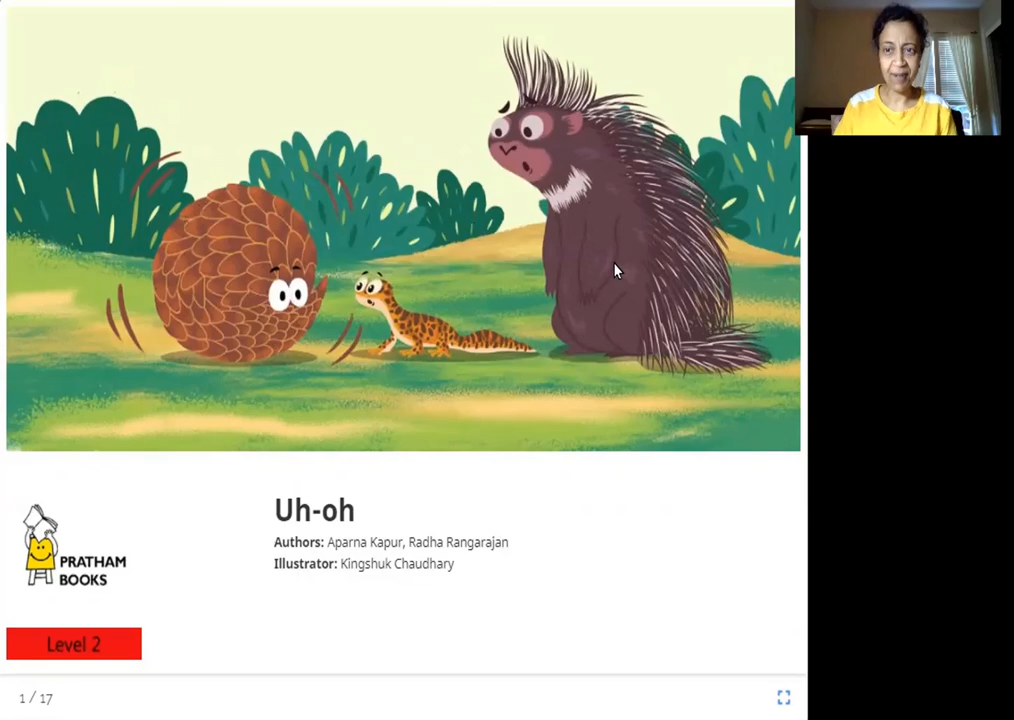 Uh-oh
Authors: Aparna Kapur, Radha Rangarajan
Illustrator: Kingshuk Chaudhary
PRATHAM
BOOKS
Level 2
1 / 17